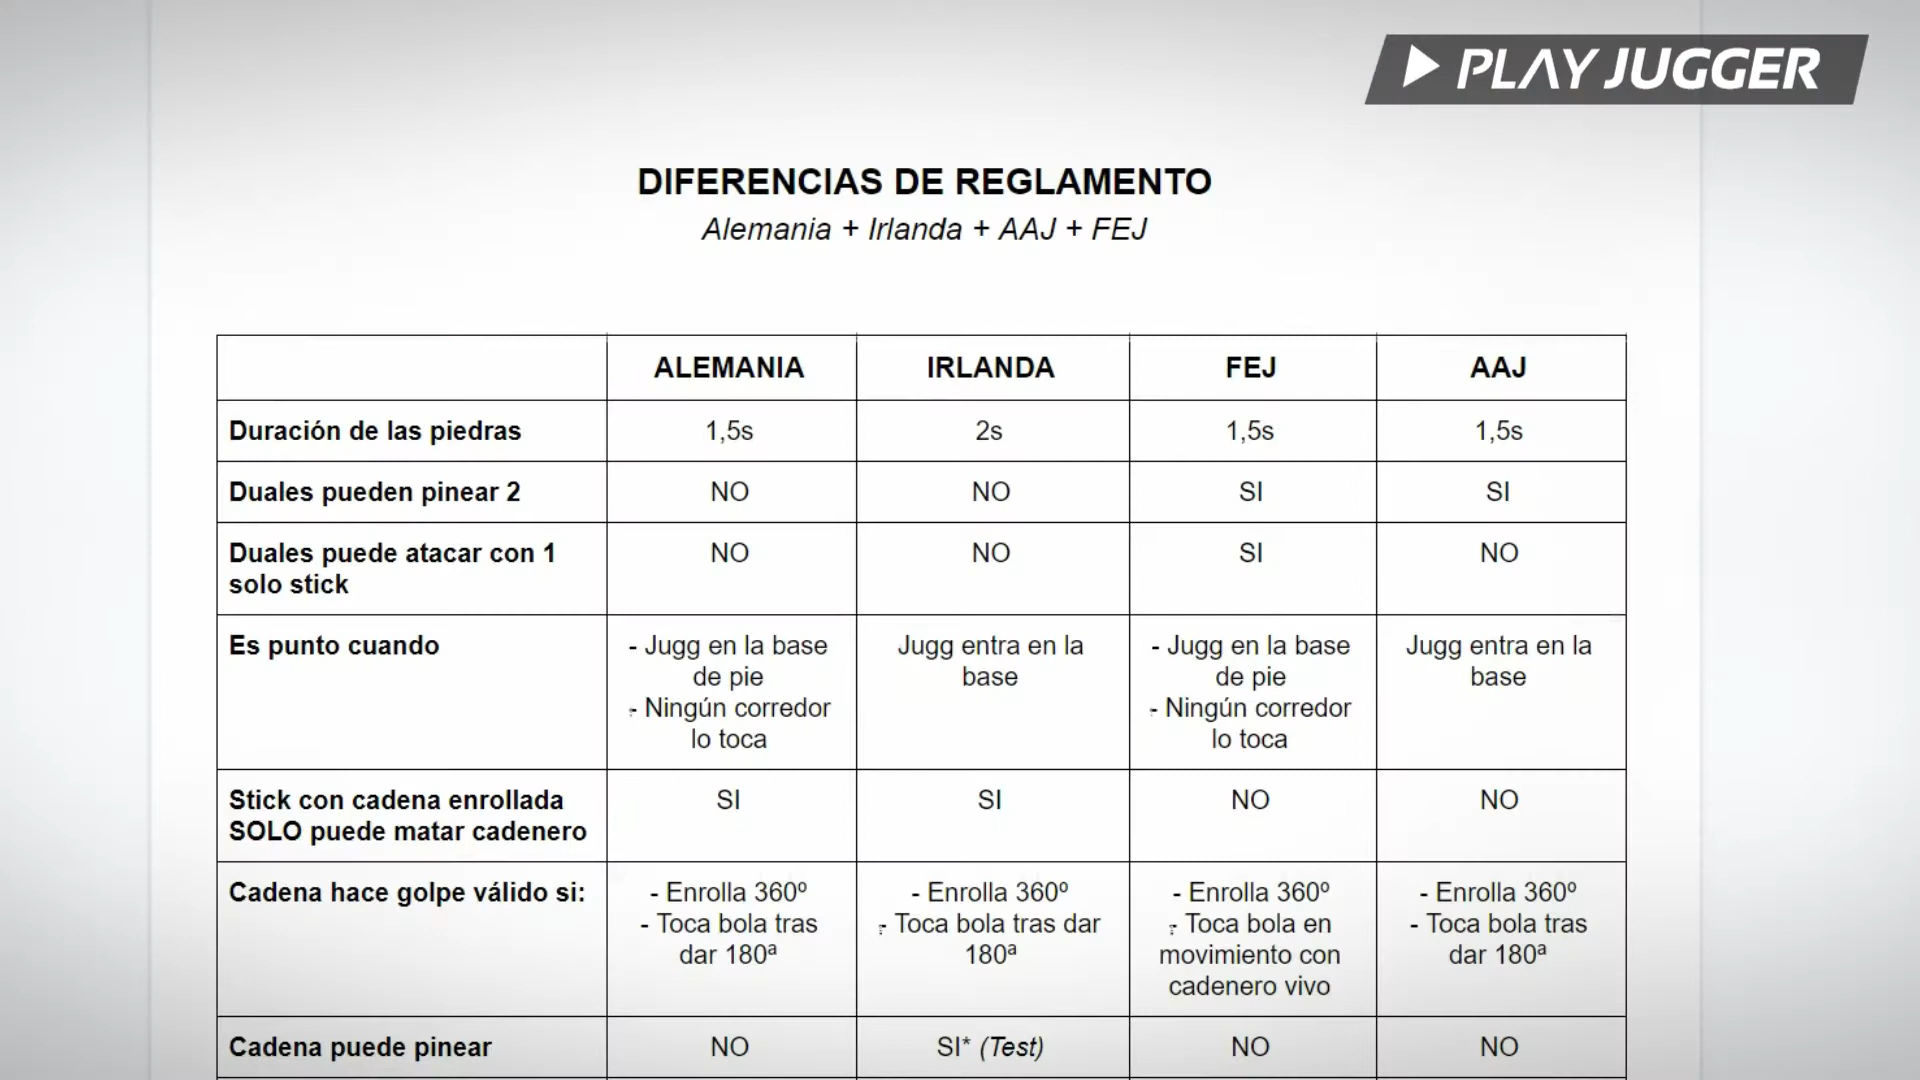 PLAY JUGGER
DIFERENCIAS DE REGLAMENTO
Alemania + Irlanda + AAJ + FEJ
ALEMANIA IRLANDA FEJ AAJ
Duración de las piedras 1,5s 2s 1,5s 1,5s
Duales pueden pinear 2 NO NO SI SI
Duales puede atacar con 1 NO NO SI NO
solo stick
Es punto cuando - Jugg en la base Jugg entra en la - Jugg en la base Jugg entra en la
de pie base de pie base
- Ningún corredor - Ningún corredor
lo toca lo toca
Stick con cadena enrollada SI SI NO NO
SOLO puede matar cadenero
Cadena hace golpe válido si: - Enrolla 360º - Enrolla 360º - Enrolla 360º - Enrolla 360º
- Toca bola tras - Toca bola tras dar - Toca bola en - Toca bola tras
dar 180ª 180ª movimiento con dar 180ª
cadenero vivo
Cadena puede pinear NO SI* (Test) NO NO